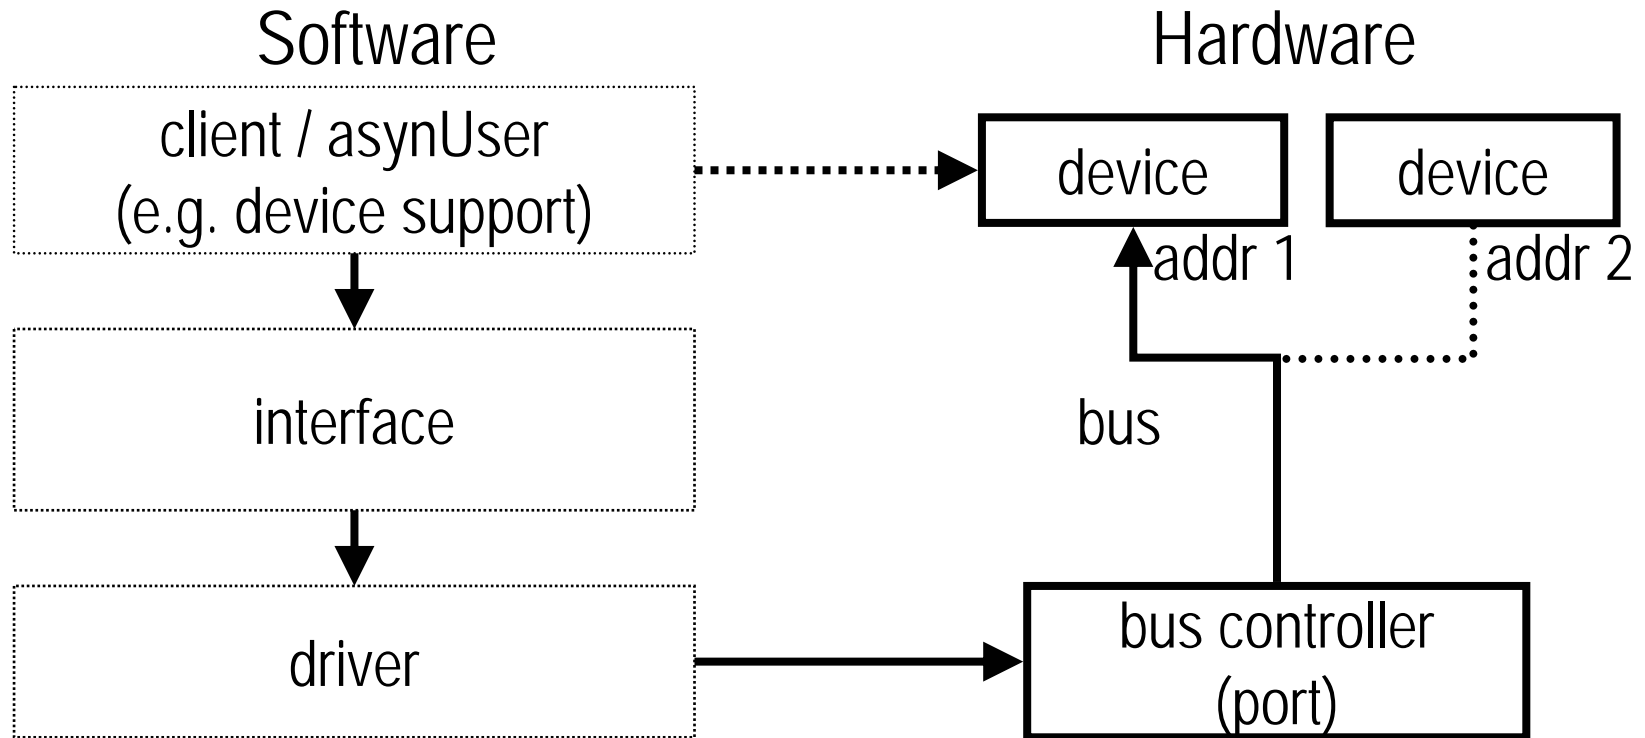 Software
Hardware
client / asynUser
(e.g. device support)
device
device
addr 1
addr 2
interface
bus
driver
bus controller
(port)